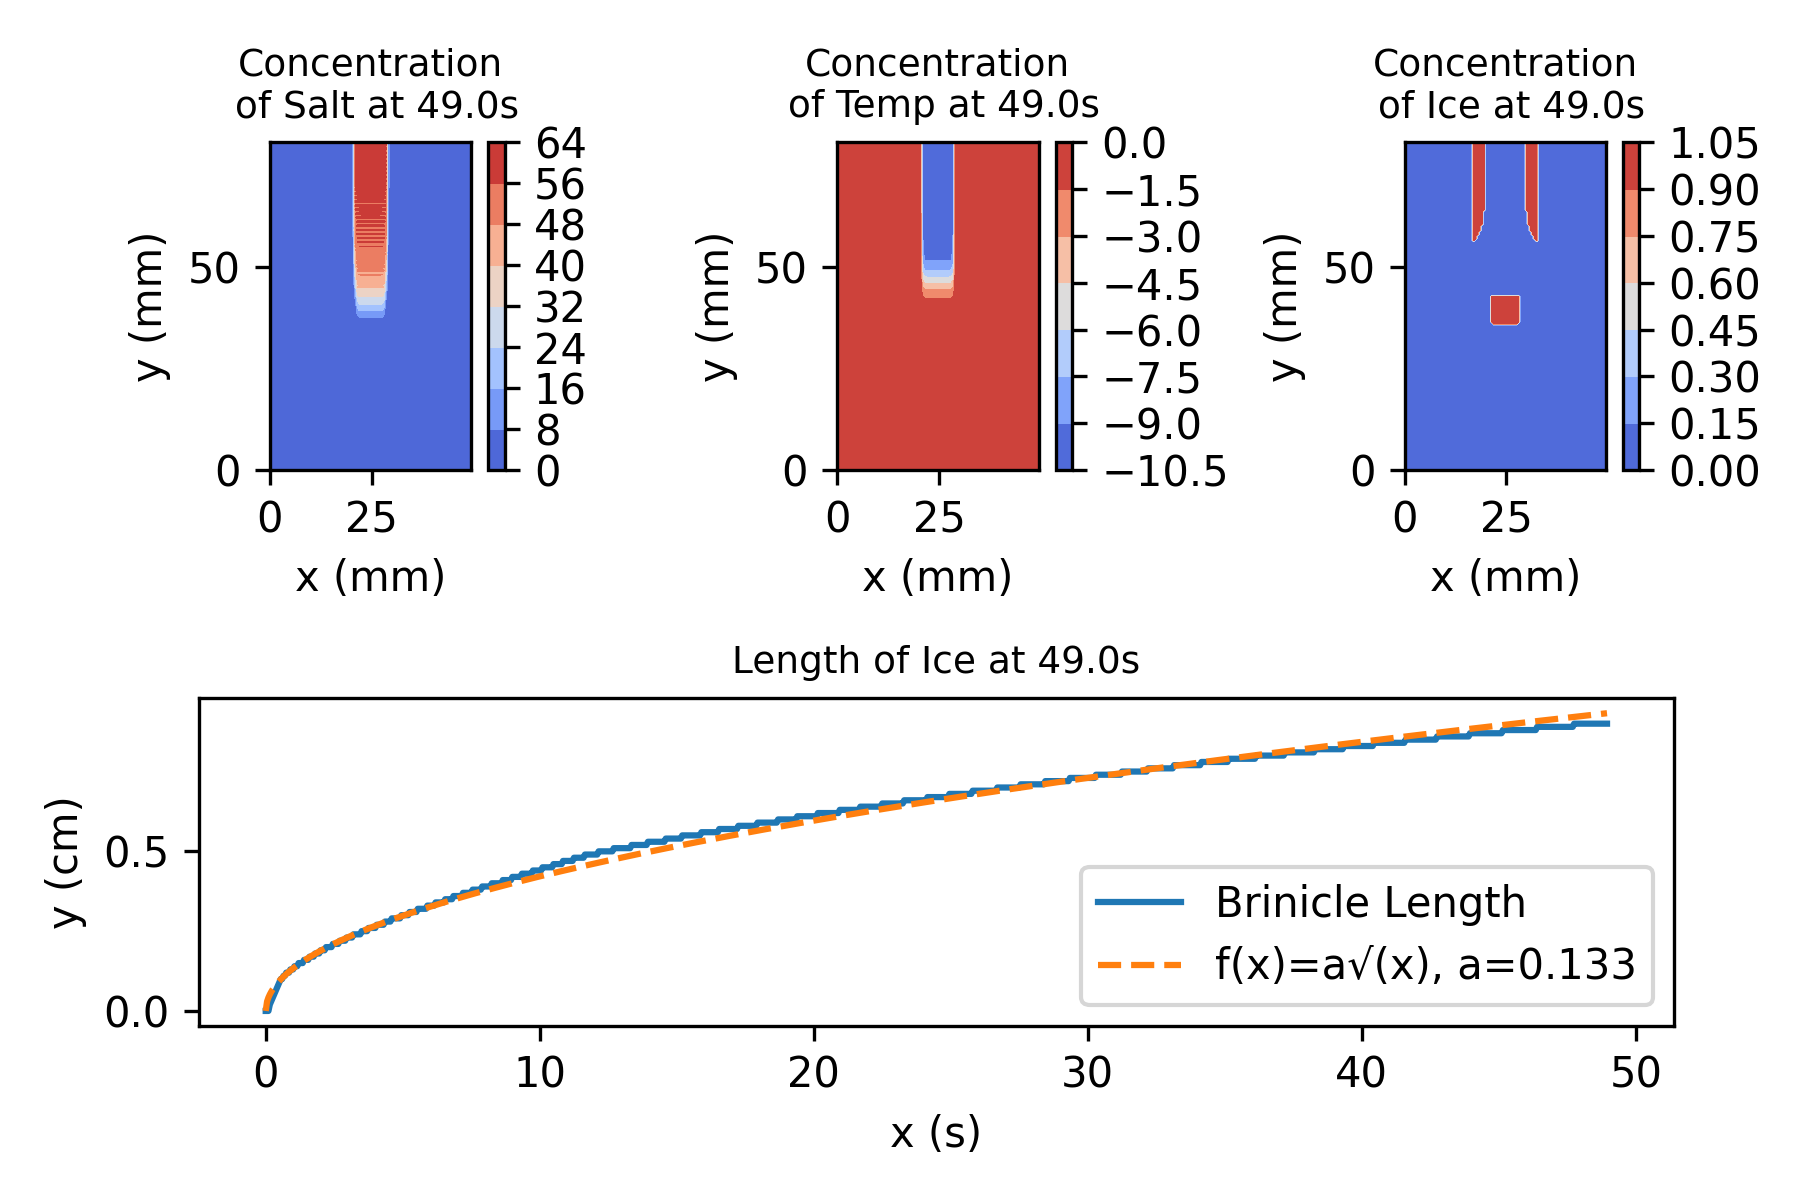 Concentration
of Salt at 49.0s
64
56
48
40
32
24
16
8
0
y (mm)
50
0
0 25
x (mm)
Concentration
of Temp at 49.0s
0.0
−1.5
−3.0
−4.5
−6.0
−7.5
−9.0
−10.5
y (mm)
50
0
0 25
x (mm)
Concentration
of Ice at 49.0s
1.05
0.90
0.75
0.60
0.45
0.30
0.15
0.00
y (mm)
50
0
0 25
x (mm)
Length of Ice at 49.0s
y (cm)
0.5
0.0
Brinicle Length
f(x)=a√(x), a=0.133
0 10 20 30 40 50
x (s)